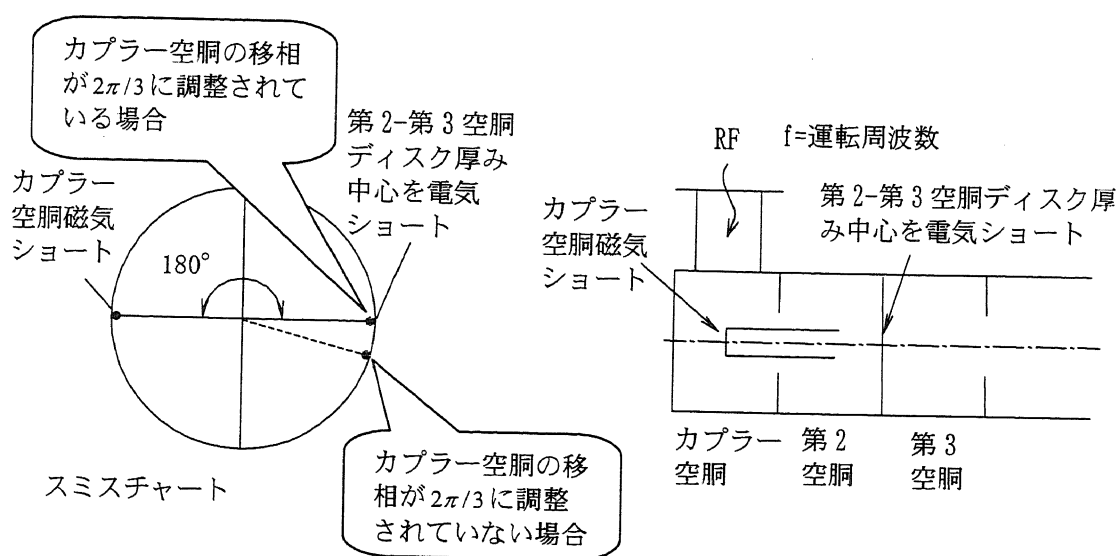 カプラー空胴の移相
が2π/3に調整されて
いる場合
第2-第3空胴
ディスク厚み
中心を電気
ショート
カプラー
空胴磁気
ショート
180°
カプラー空胴の移
相が2π/3に調整
されていない場合
スミスチャート
RF
f=運転周波数
第2-第3空胴ディスク厚
み中心を電気ショート
カプラー
空胴磁気
ショート
カプラー
空胴
第2
空胴
第3
空胴